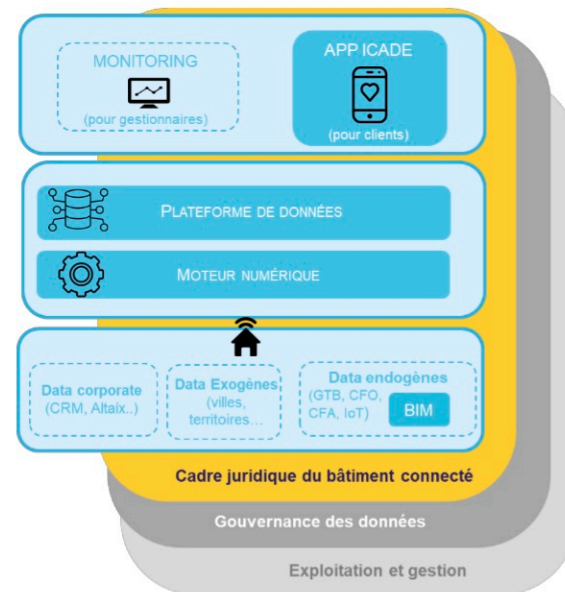 MONITORING
(pour gestionnaires)
APP ICADE
(pour clients)
PLATEFORME DE DONNÉES
MOTEUR NUMÉRIQUE
Data corporate
(CRM, Altaix..)
Data Exogènes
(villes,
territoires...
Data endogènes
(GTB, CFO,
CFA, IoT)
BIM
Cadre juridique du bâtiment connecté
Gouvernance des données
Exploitation et gestion